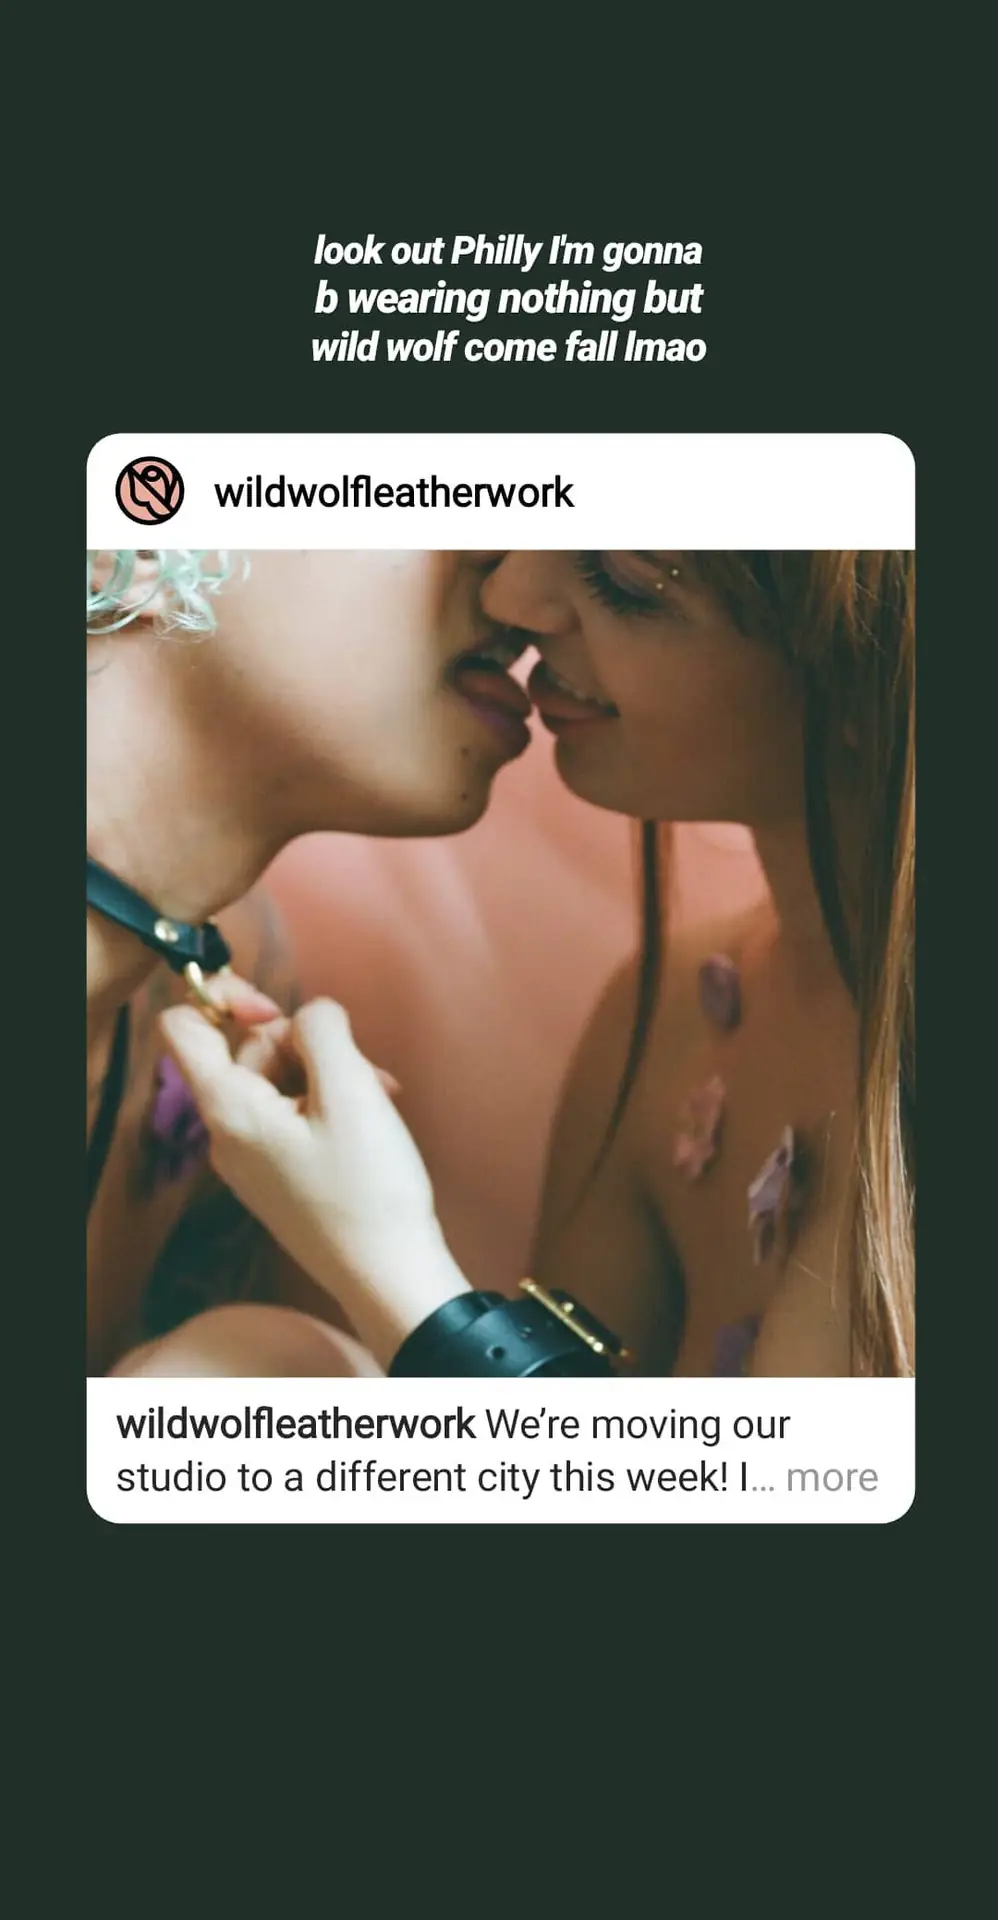 look out Philly I'm gonna
b wearing nothing but
wild wolf come fall lmao
wildwolfleatherwork
wildwolfleatherwork We’re moving our
studio to a different city this week! I... more